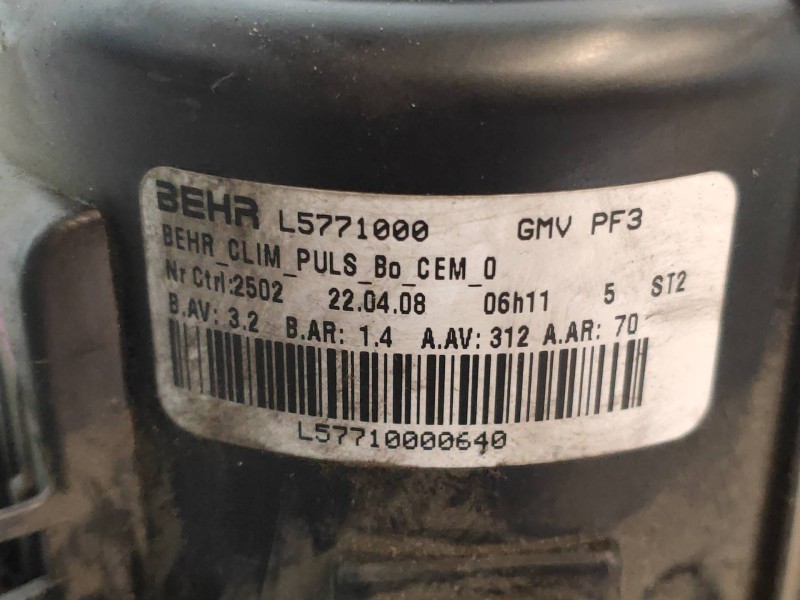 BEHR L5771000 GMV PF3
BEHR_CLIM_PULS_Bo_CEM_0
Nr Ctrl:2502 22.04.08 06h11 5 ST2
B.AV: 3.2 B.AR: 1.4 A.AV: 312 A.AR: 70
L57710000640